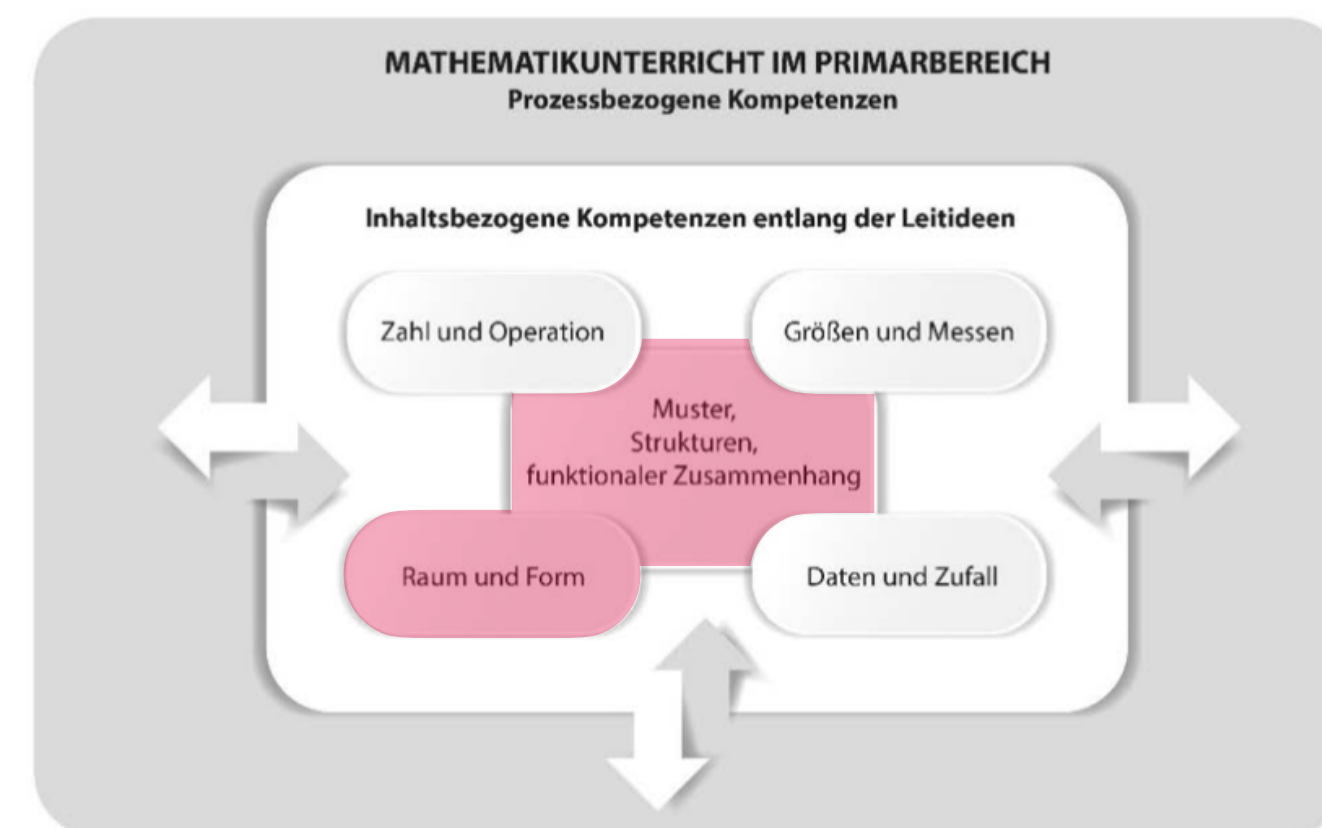 MATHEMATIKUNTERRICHT IM PRIMARBEREICH
Prozessbezogene Kompetenzen
Inhaltsbezogene Kompetenzen entlang der Leitideen
Zahl und Operation
Größen und Messen
Muster,
Strukturen,
funktionaler Zusammenhang
Raum und Form
Daten und Zufall